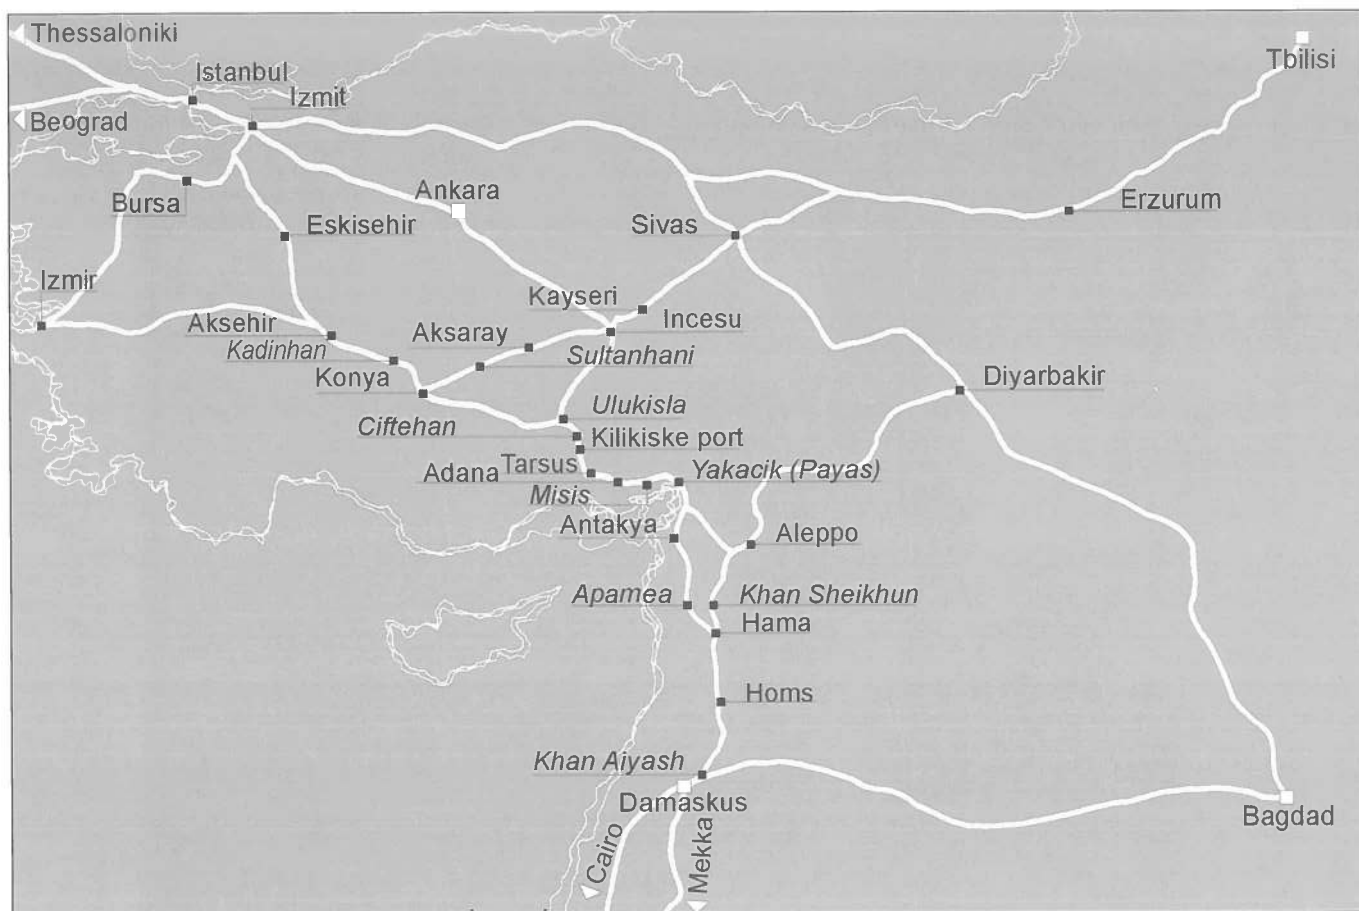 Thessaloniki
Tbilisi
Istanbul
Izmit
Beograd
Ankara
Bursa
Erzurum
Eskisehir
Sivas
Izmir
Kayseri
Aksehir
Aksaray
Incesu
Kadinhan
Sultanhani
Konya
Diyarbakir
Ulukisla
Ciftehan
Kilikiske port
Adana
Tarsus
Yakacik (Payas)
Misis
Antakya
Aleppo
Apamea
Khan Sheikhun
Hama
Homs
Khan Aiyash
Damaskus
Bagdad
Cairo
Mekka